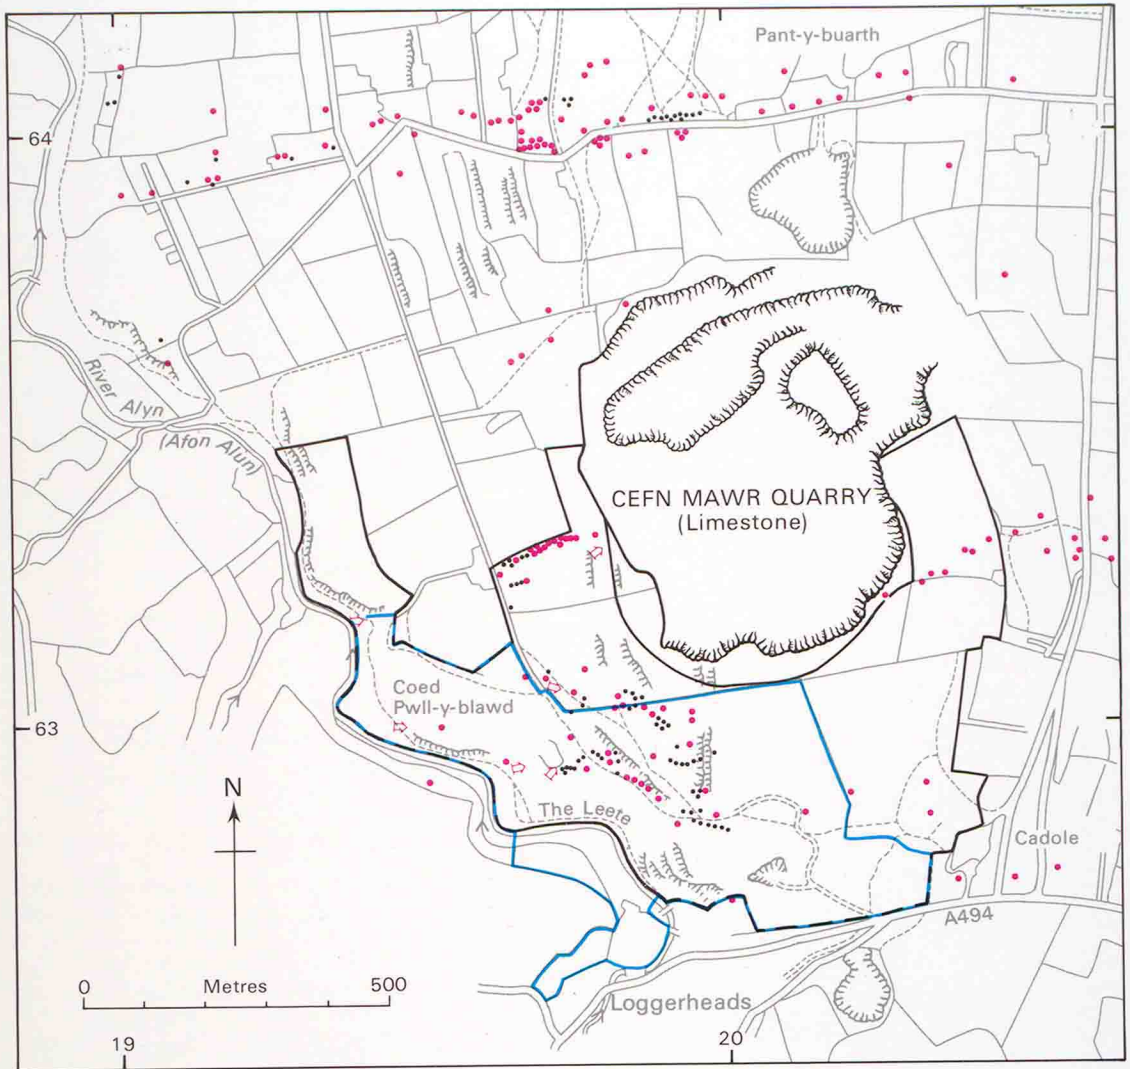 Pant-y-buarth
64
River Alyn
(Afon Alun)
CEFN MAWR QUARRY
(Limestone)
Coed
Pwll-y-blawd
63
N
The Leete
Cadole
A494
0 Metres 500
Loggerheads
19
20